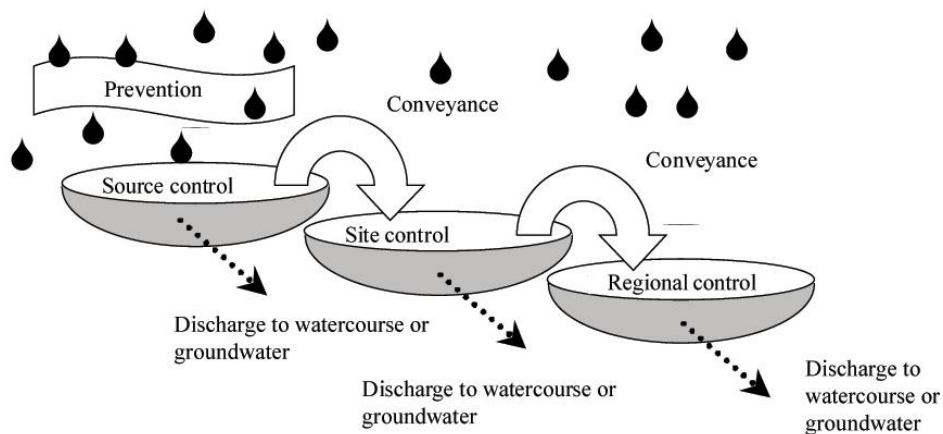 Prevention
Conveyance
Conveyance
Source control
Site control
Regional control
Discharge to watercourse or
groundwater
Discharge to watercourse or
groundwater
Discharge to
watercourse or
groundwater